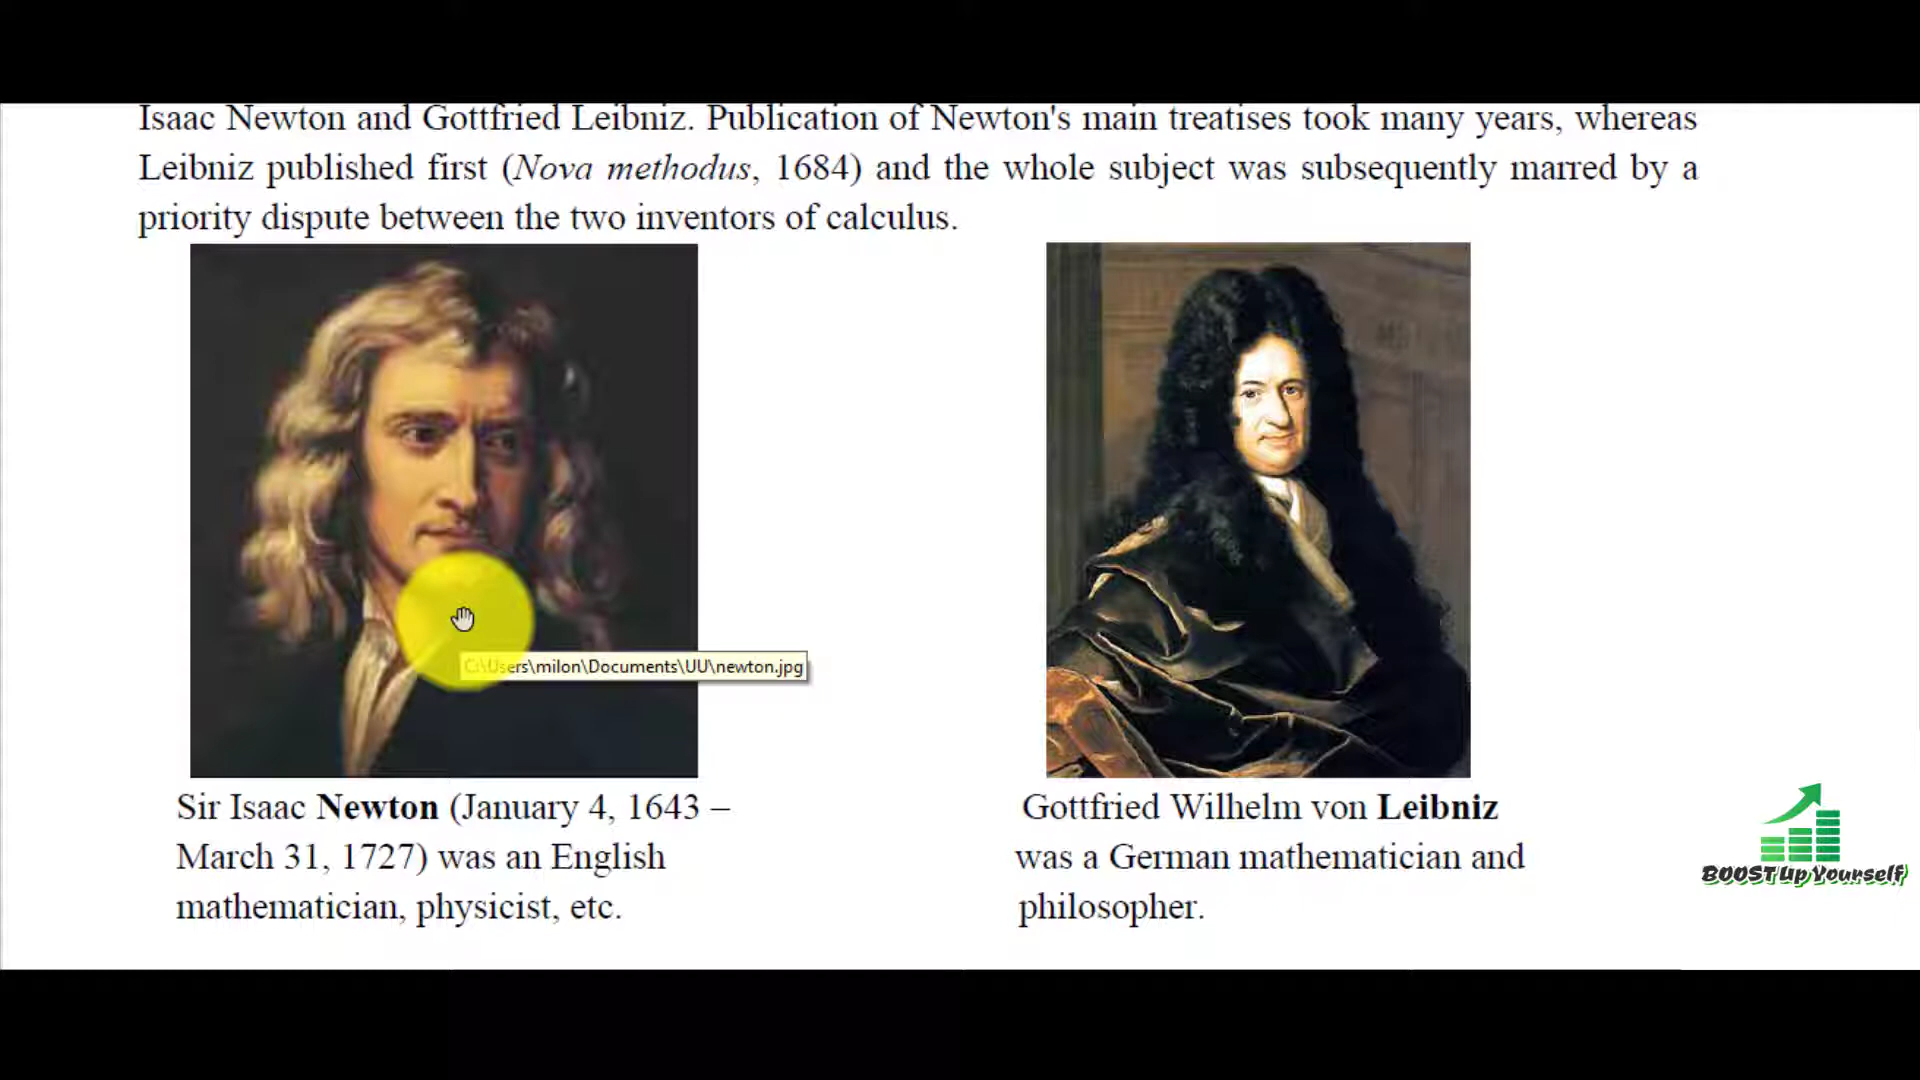 Isaac Newton and Gottfried Leibniz. Publication of Newton's main treatises took many years, whereas
Leibniz published first (Nova methodus, 1684) and the whole subject was subsequently marred by a
priority dispute between the two inventors of calculus.
C:\Users\milon\Documents\UU\newton.jpg
Sir Isaac Newton (January 4, 1643 –
March 31, 1727) was an English
mathematician, physicist, etc.
Gottfried Wilhelm von Leibniz
was a German mathematician and
philosopher.
BOOST Up Yourself